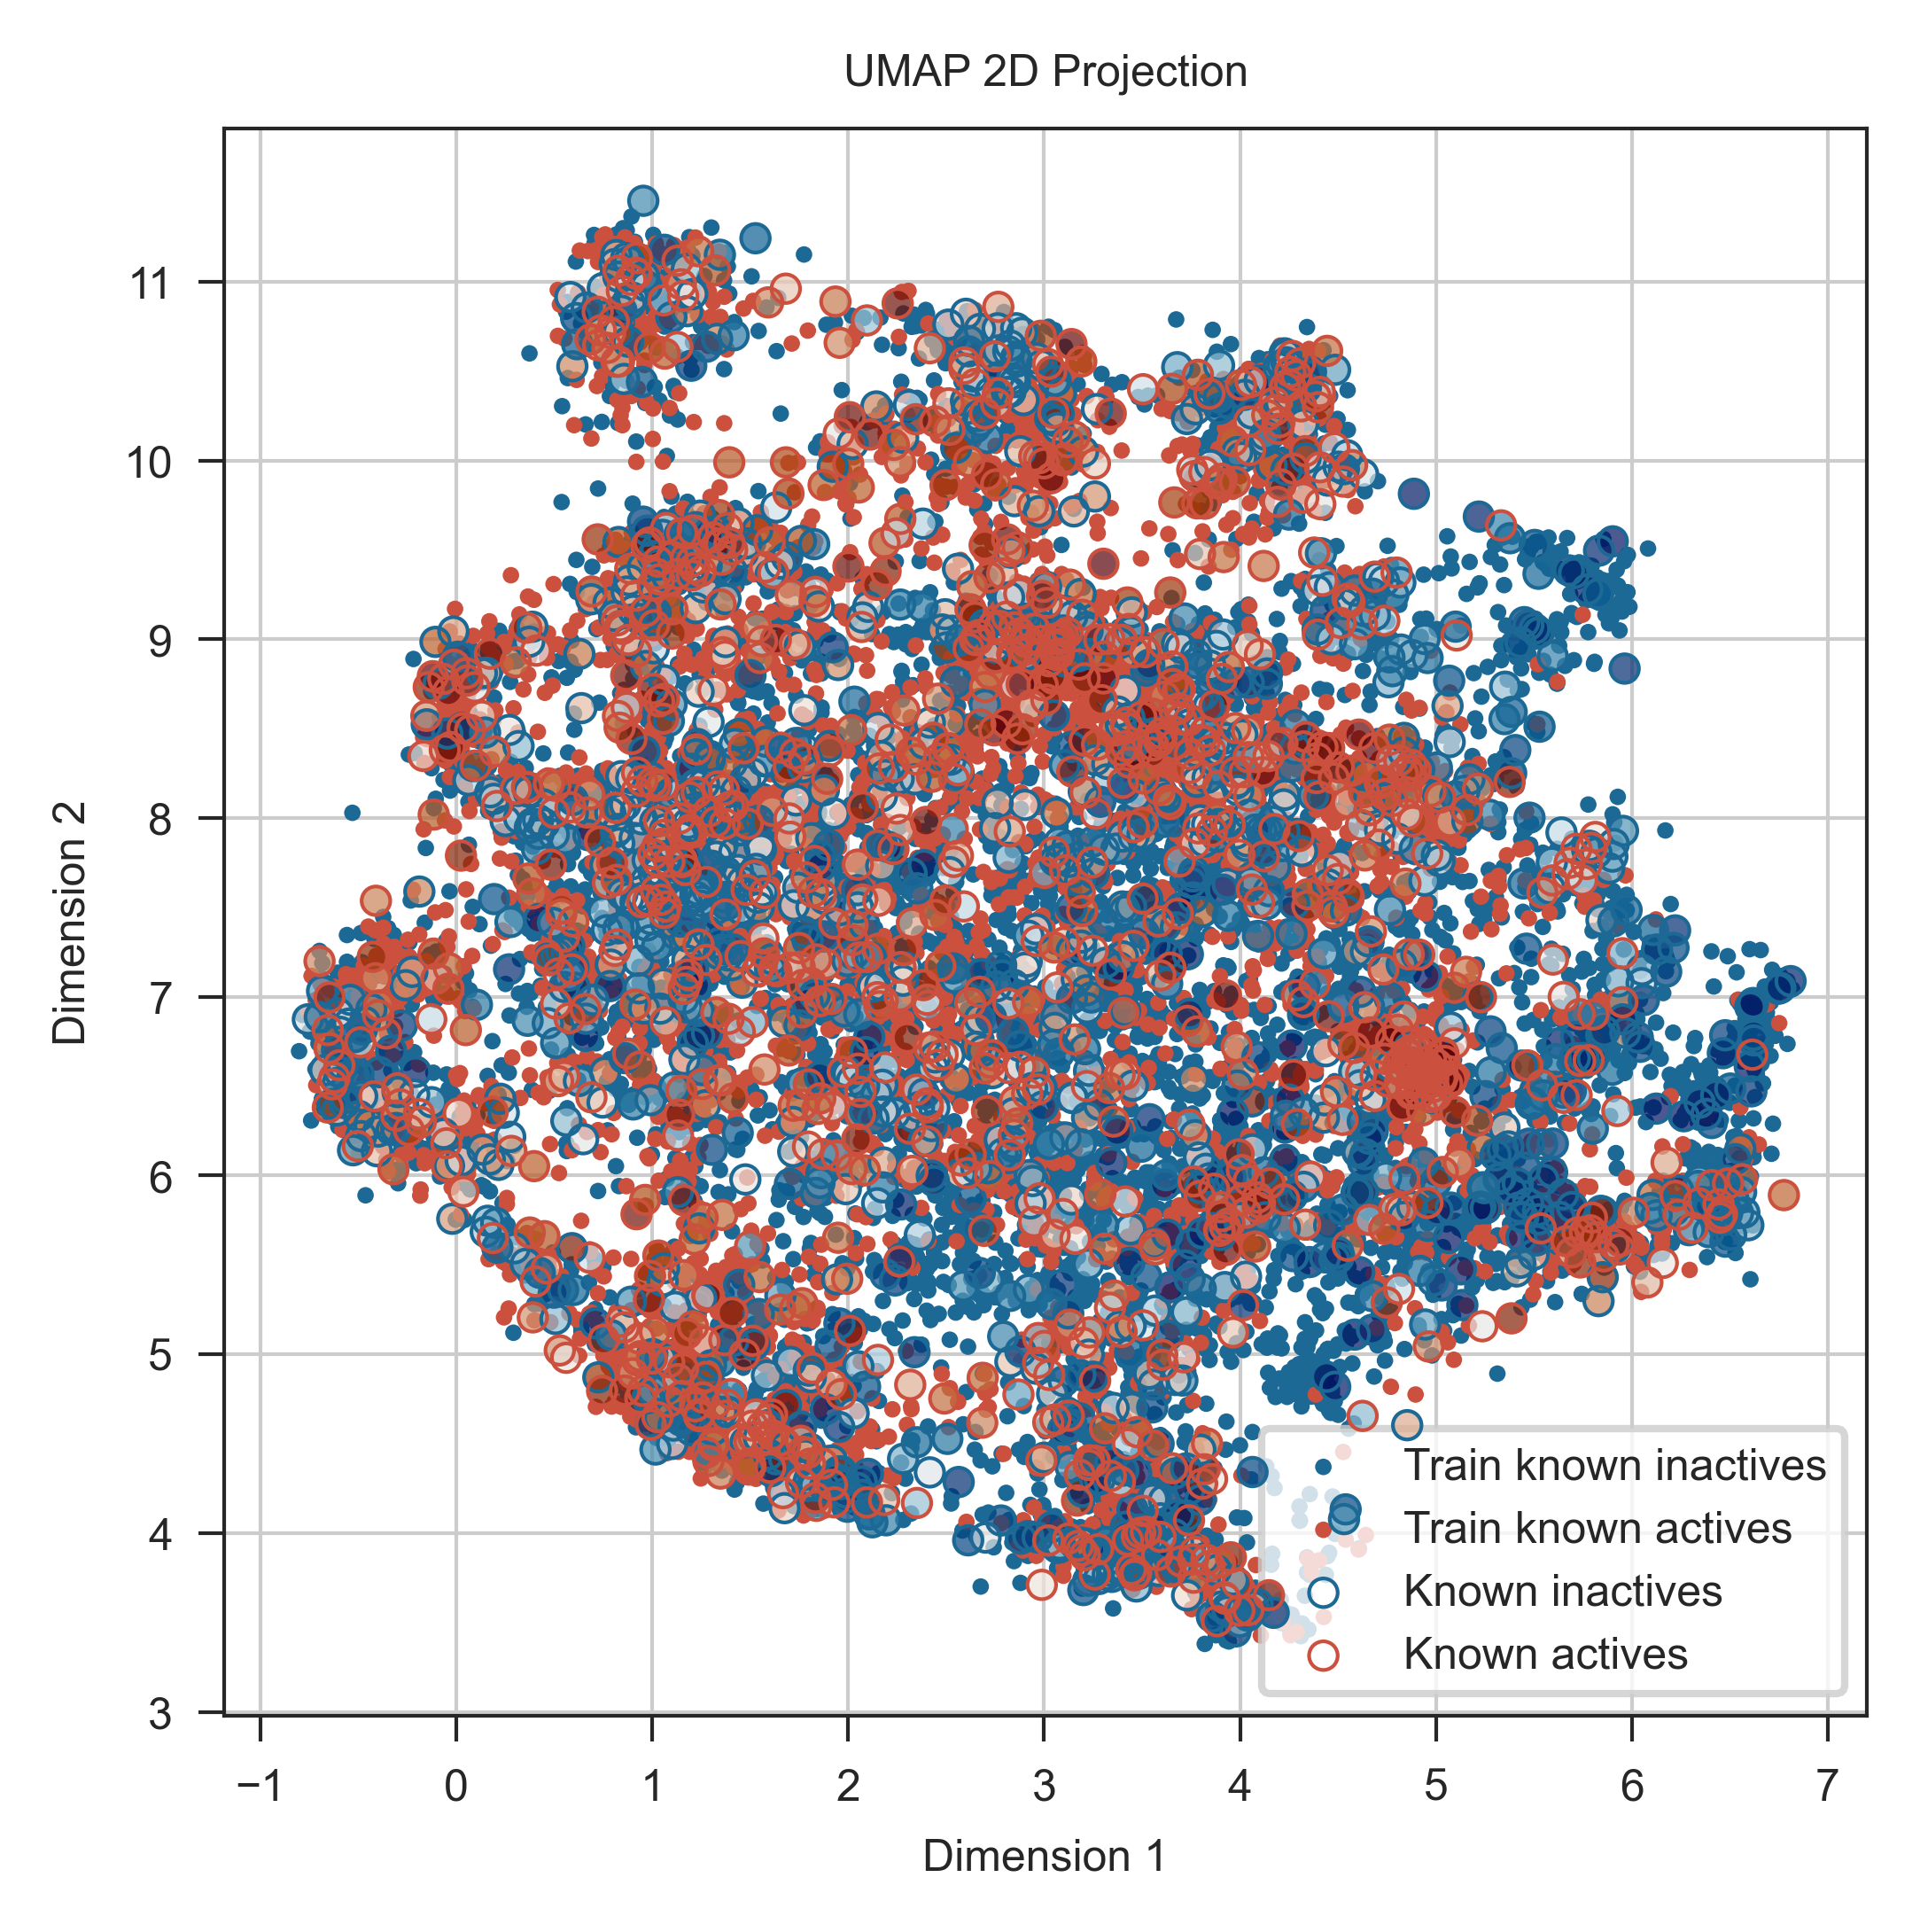 UMAP 2D Projection
11
10
9
8
7
6
5
4
3
Dimension 2
Train known inactives
Train known actives
Known inactives
Known actives
−1 0 1 2 3 4 5 6 7
Dimension 1